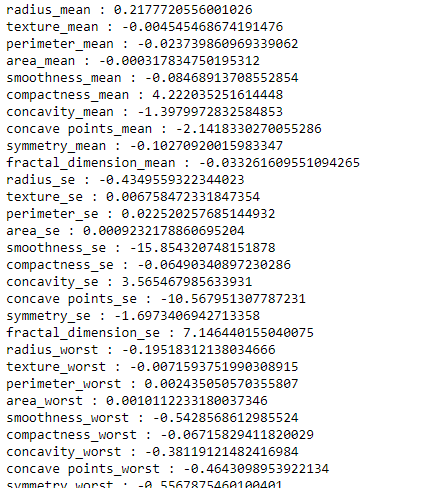 radius_mean : 0.2177720556001026
texture_mean : -0.004545468674191476
perimeter_mean : -0.023739860969339062
area_mean : -0.000317834750195312
smoothness_mean : -0.08468913708552854
compactness_mean : 4.222035251614448
concavity_mean : -1.3979972832584853
concave points_mean : -2.1418330270055286
symmetry_mean : -0.10270920015983347
fractal_dimension_mean : -0.033261609551094265
radius_se : -0.4349559322344023
texture_se : 0.006758472331847354
perimeter_se : 0.022520257685144932
area_se : 0.0009232178860695204
smoothness_se : -15.854320748151878
compactness_se : -0.06490340897230286
concavity_se : 3.565467985633931
concave points_se : -10.567951307787231
symmetry_se : -1.6973406942713358
fractal_dimension_se : 7.146440155040075
radius_worst : -0.19518312138034666
texture_worst : -0.0071593751990308915
perimeter_worst : 0.002435050570355807
area_worst : 0.0010112233180037346
smoothness_worst : -0.5428568612985524
compactness_worst : -0.06715829411820029
concavity_worst : -0.38119121482416984
concave points_worst : -0.4643098953922134
symmetry_worst : -0.5567875460100401